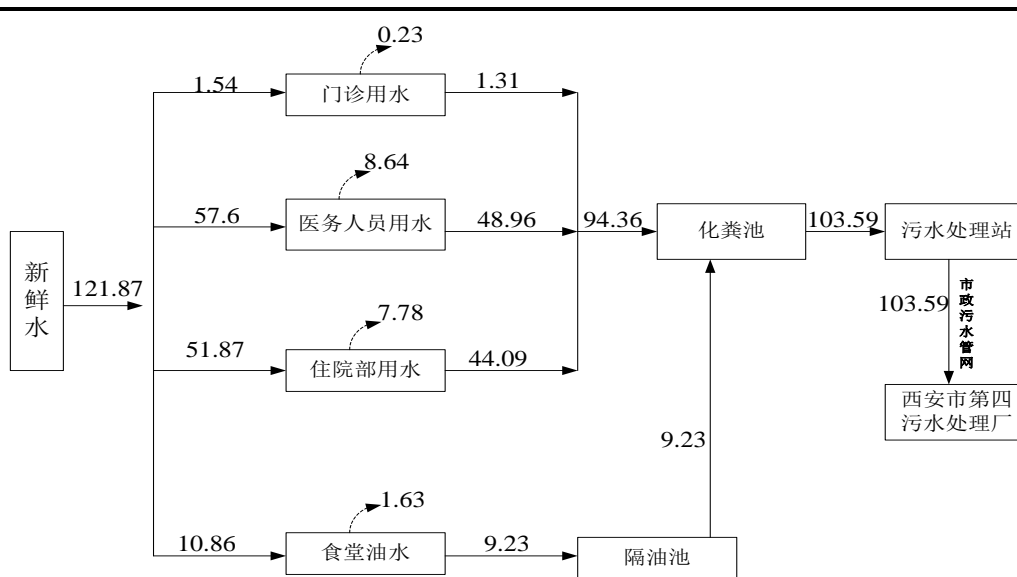 0.23
1.54
门诊用水
1.31
8.64
57.6
医务人员用水
48.96
94.36
化粪池
103.59
污水处理站
新鲜水
121.87
7.78
51.87
住院部用水
44.09
103.59
市政污水管网
西安市第四
污水处理厂
9.23
1.63
10.86
食堂油水
9.23
隔油池